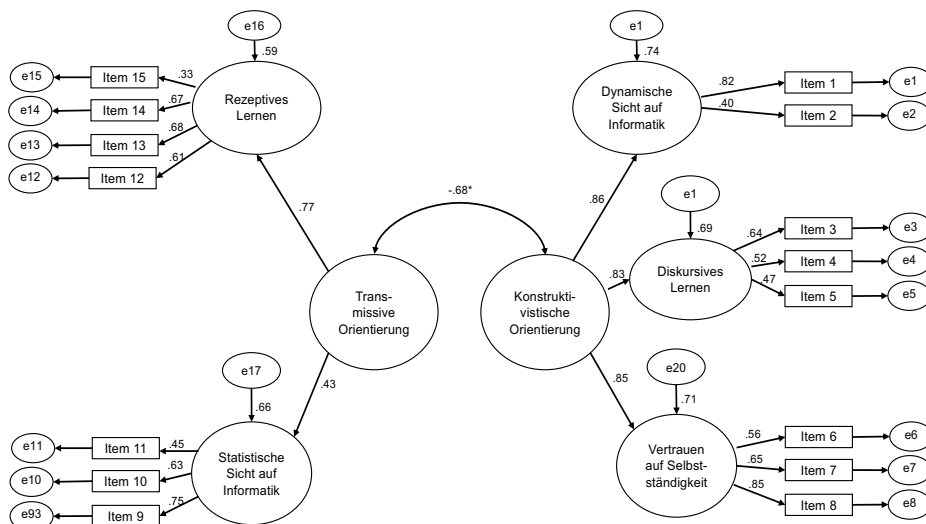 e16
.59
e15
Item 15
.33
e14
Item 14
.67
e13
Item 13
.68
e12
Item 12
.61
Rezeptives
Lernen
.77
e1
.74
Dynamische
Sicht auf
Informatik
.82
Item 1
e1
.40
Item 2
e2
.86
-.68*
e1
.69
Diskursives
Lernen
.83
.64
Item 3
e3
.52
Item 4
e4
.47
Item 5
e5
Trans-
missive
Orientierung
Konstrukti-
vistische
Orientierung
.43
.85
e17
.66
Statistische
Sicht auf
Informatik
e11
Item 11
.45
e10
Item 10
.63
e93
Item 9
.75
e20
.71
Vertrauen
auf Selbst-
ständigkeit
.56
Item 6
e6
.65
Item 7
e7
.85
Item 8
e8